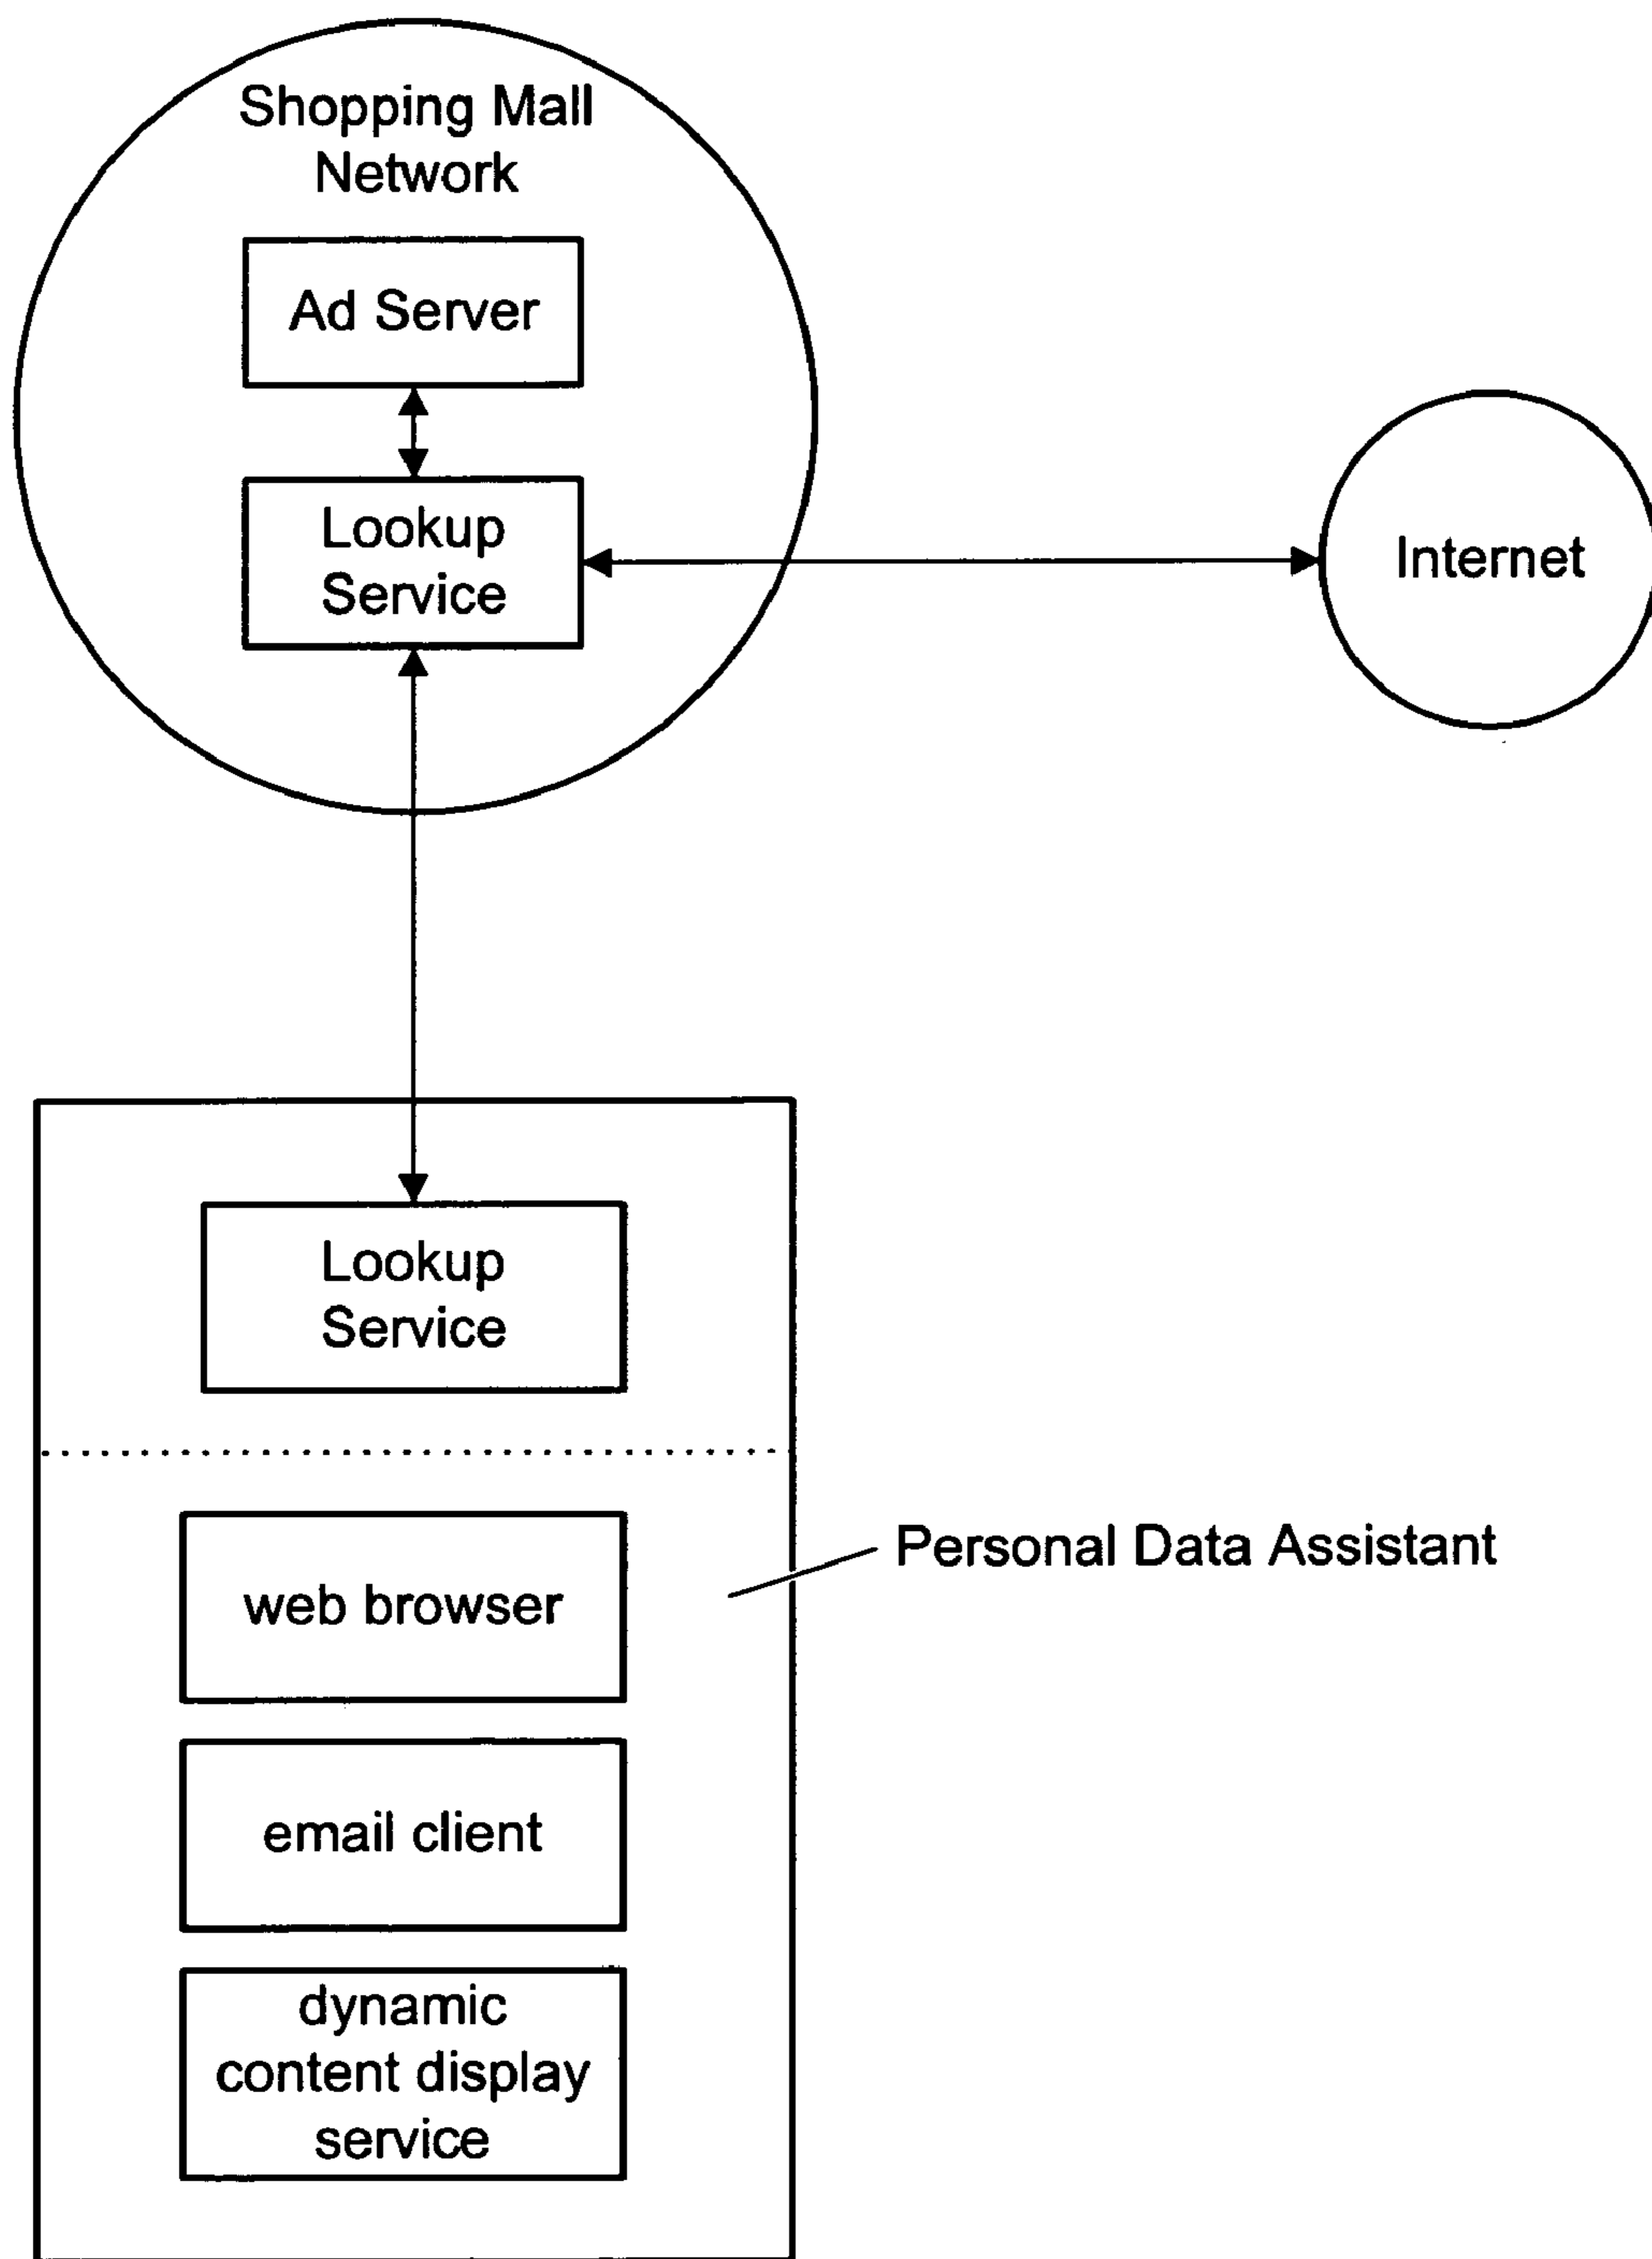 Shopping Mall
Network
Ad Server
Lookup
Service
Internet
Lookup
Service
web browser
Personal Data Assistant
email client
dynamic
content display
service